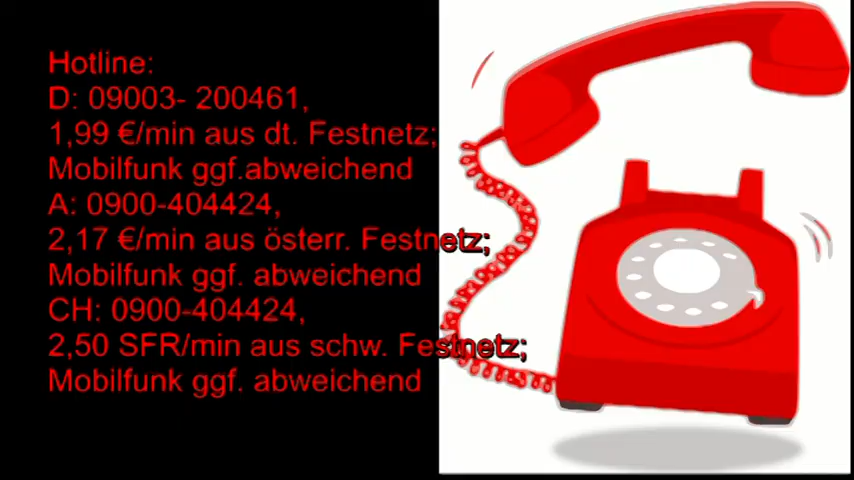 Hotline:
D: 09003- 200461,
1,99 €/min aus dt. Festnetz;
Mobilfunk ggf.abweichend
A: 0900-404424,
2,17 €/min aus österr. Festnetz;
Mobilfunk ggf. abweichend
CH: 0900-404424,
2,50 SFR/min aus schw. Festnetz;
Mobilfunk ggf. abweichend